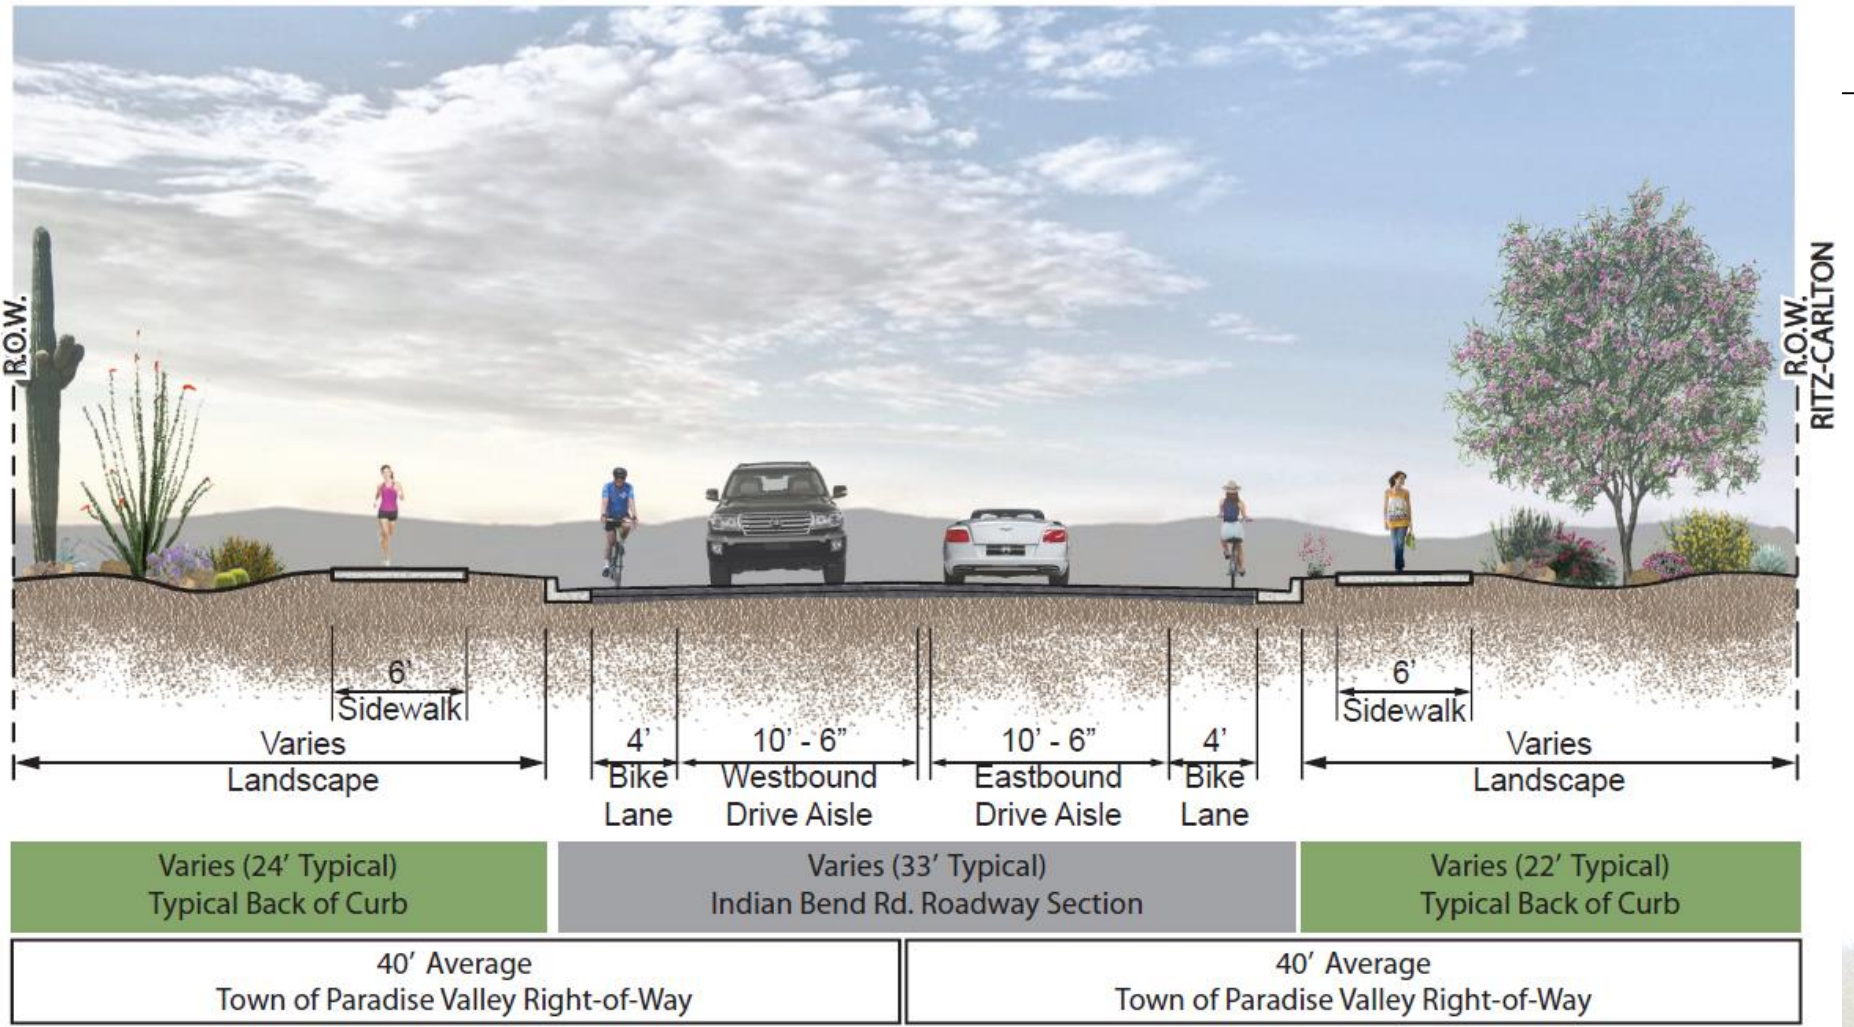 R.O.W.
R.O.W.
RITZ-CARLTON
6’
Sidewalk
6’
Sidewalk
Varies
Landscape
4’
Bike
Lane
10’ - 6”
Westbound
Drive Aisle
10’ - 6”
Eastbound
Drive Aisle
4’
Bike
Lane
Varies
Landscape
Varies (24’ Typical)
Typical Back of Curb
Varies (33’ Typical)
Indian Bend Rd. Roadway Section
Varies (22’ Typical)
Typical Back of Curb
40’ Average
Town of Paradise Valley Right-of-Way
40’ Average
Town of Paradise Valley Right-of-Way